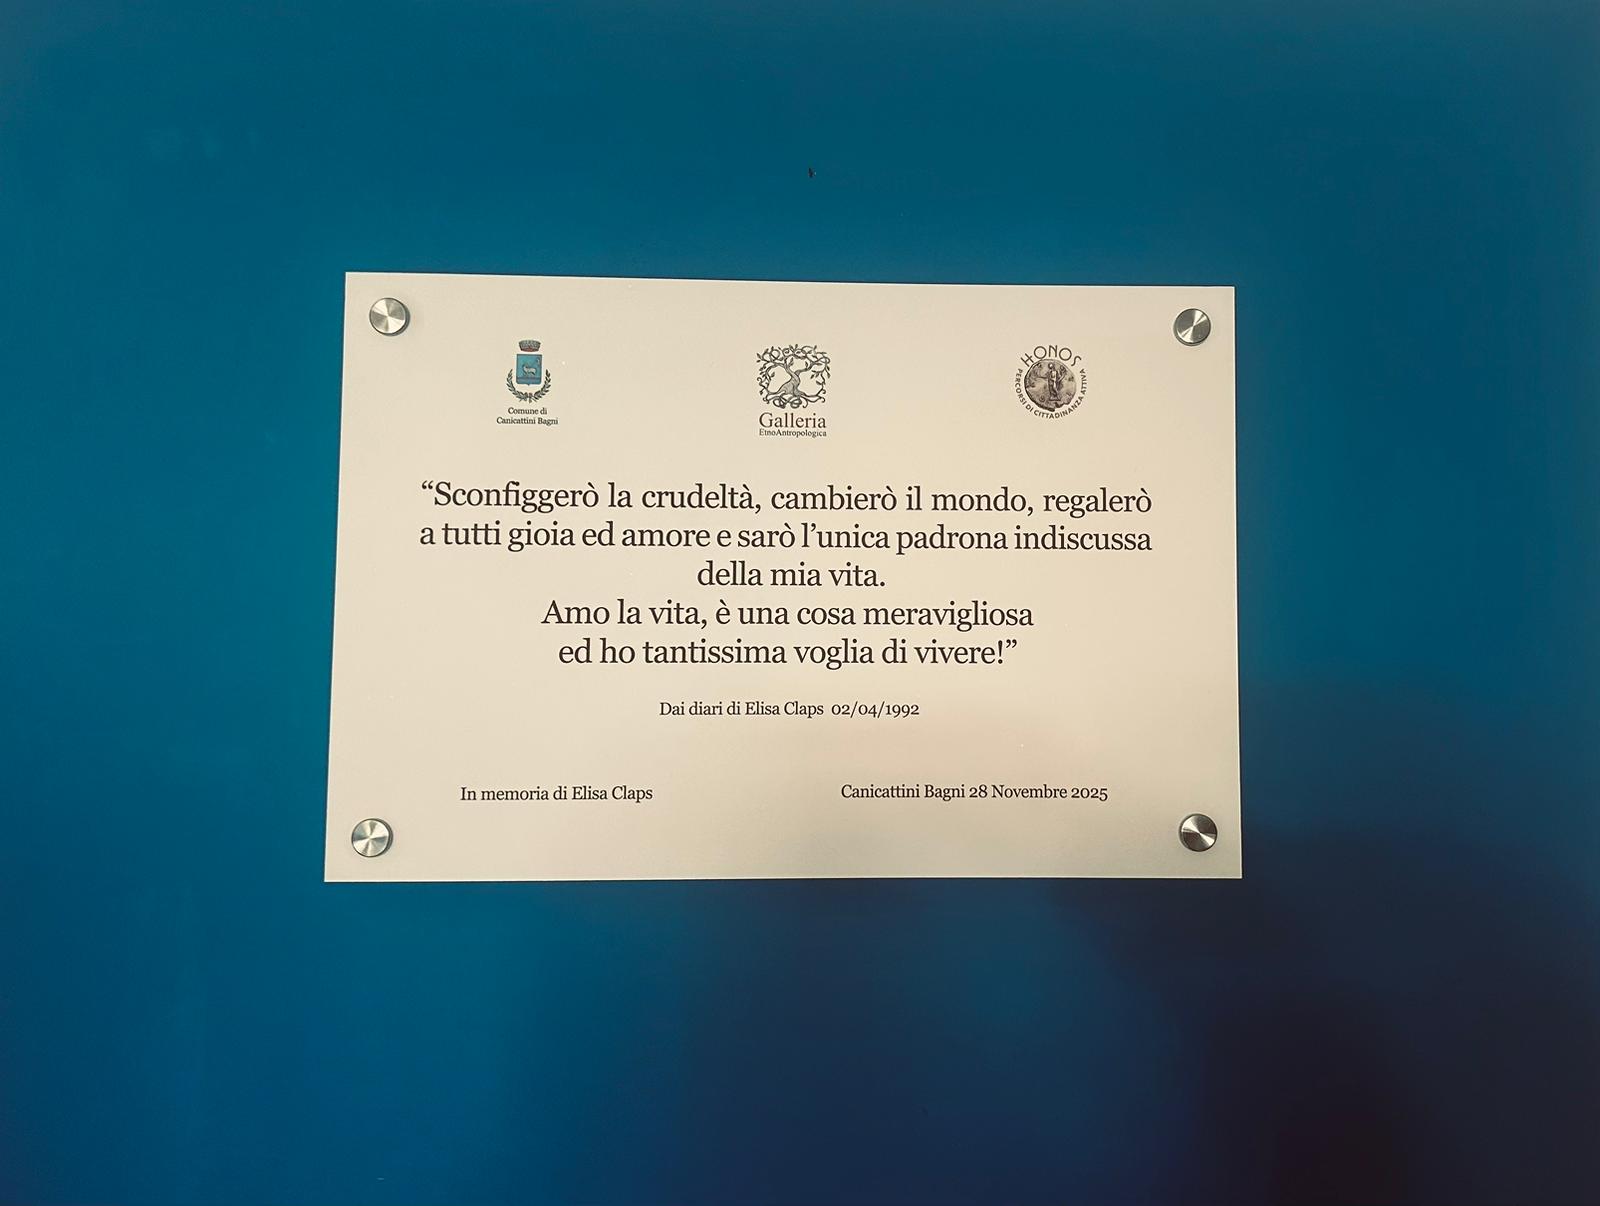 Comune di
Canicattini Bagni
Galleria
EtnoAntropologica
HONOS
PERCORSI DI CITTADINANZA ATTIVA
“Sconfiggerò la crudeltà, cambierò il mondo, regalerò
a tutti gioia ed amore e sarò l’unica padrona indiscussa
della mia vita.
Amo la vita, è una cosa meravigliosa
ed ho tantissima voglia di vivere!”
Dai diari di Elisa Claps 02/04/1992
In memoria di Elisa Claps
Canicattini Bagni 28 Novembre 2025